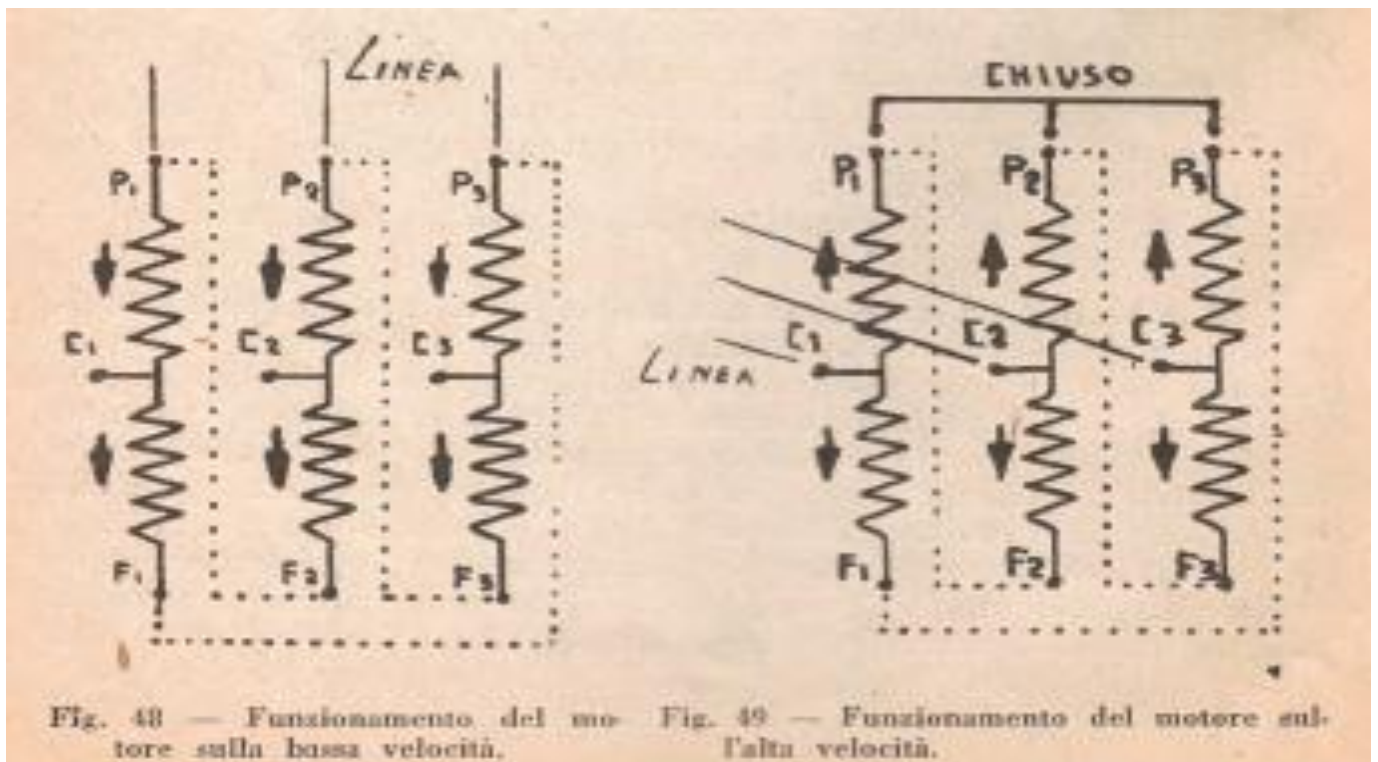 LINEA
P1 P2 P3
C1 C2 C3
F1 F2 F3
Fig. 48 — Funzionamento del mo-
tore sulla bassa velocità.
CHIUSO
P1 P2 P3
C1 C2 C3
LINEA
F1 F2 F3
Fig. 49 — Funzionamento del motore sul-
l'alta velocità.